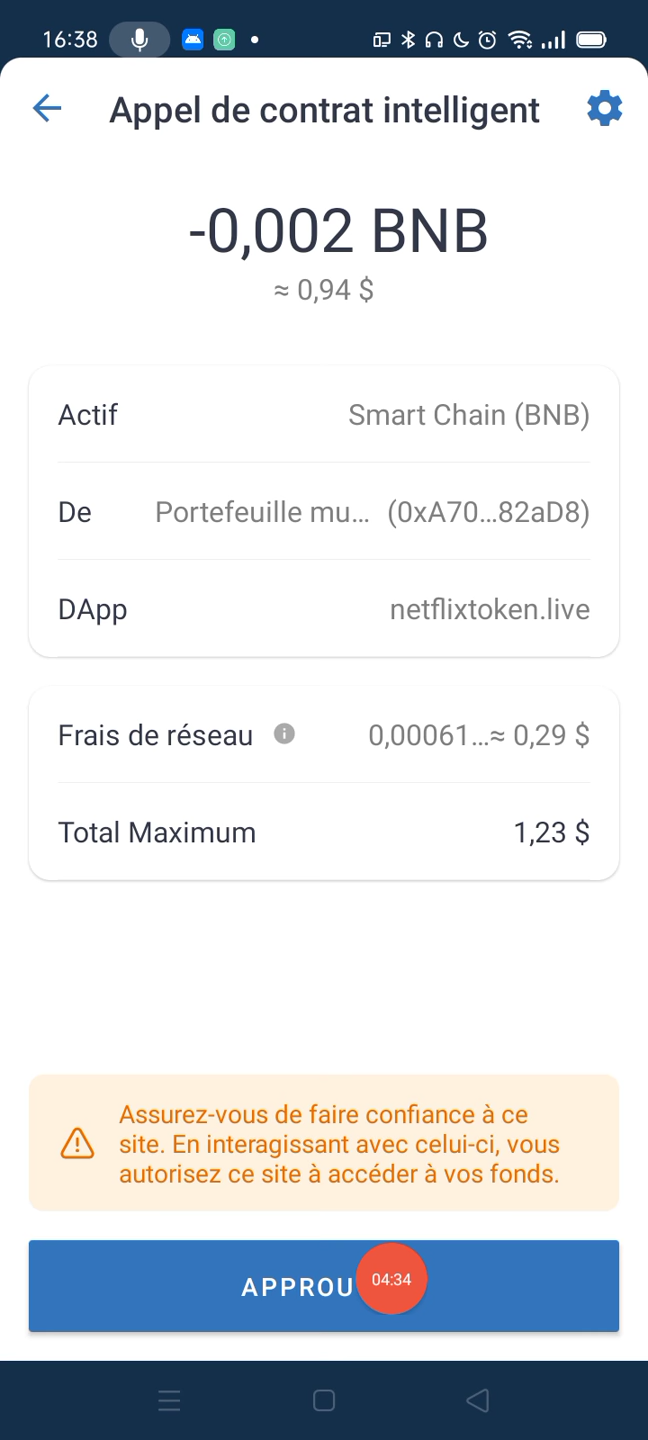 16:38
Appel de contrat intelligent
-0,002 BNB
≈ 0,94 $
Actif Smart Chain (BNB)
De Portefeuille mu... (0xA70...82aD8)
DApp netflixtoken.live
Frais de réseau 0,00061...≈ 0,29 $
Total Maximum 1,23 $
Assurez-vous de faire confiance à ce
site. En interagissant avec celui-ci, vous
autorisez ce site à accéder à vos fonds.
APPROU 04:34